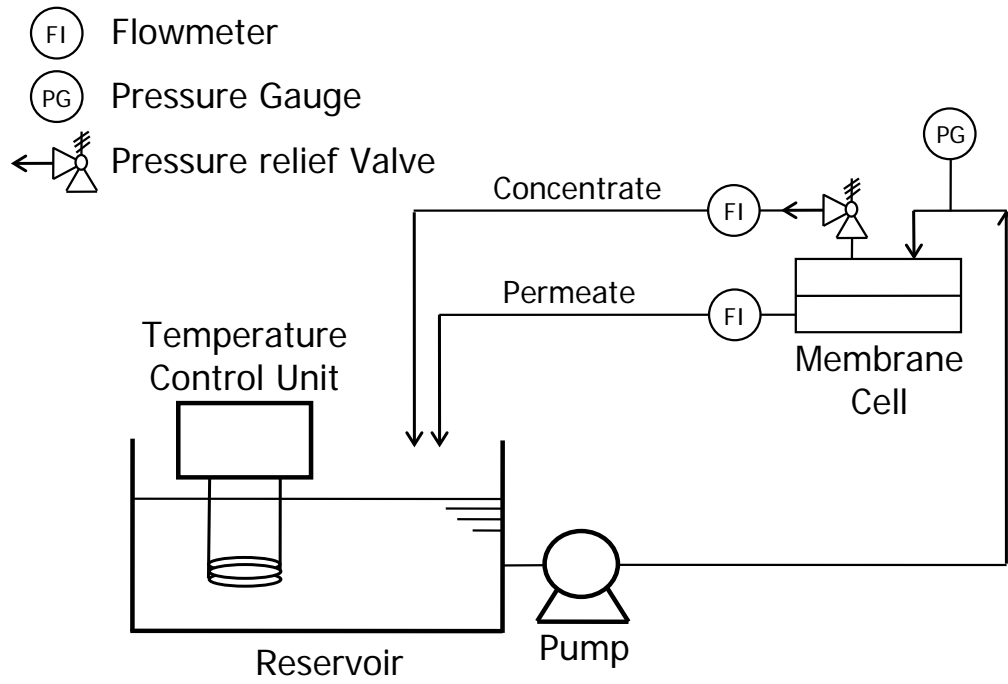 FI Flowmeter
PG Pressure Gauge
Pressure relief Valve
PG
Concentrate
FI
Permeate
FI
Membrane
Cell
Temperature
Control Unit
Pump
Reservoir